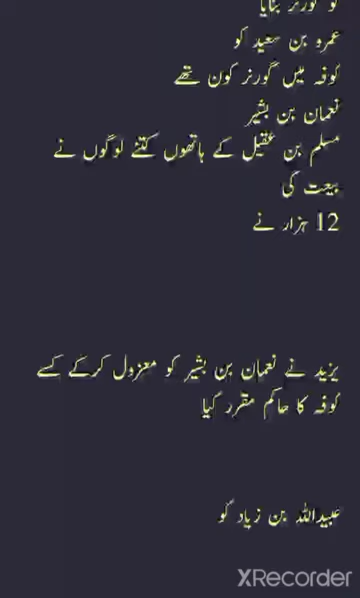 کو گورنر بنایا
عمرو بن سعید کو
کوفہ میں گورنر کون تھے
نعمان بن بشیر
مسلم بن عقیل کے ہاتھوں کتنے لوگوں نے
بیعت کی
12 ہزار نے
یزید نے نعمان بن بشیر کو معزول کرکے کسے
کوفہ کا حاکم مقرر کیا
عبیداللہ بن زیاد کو
XRecorder